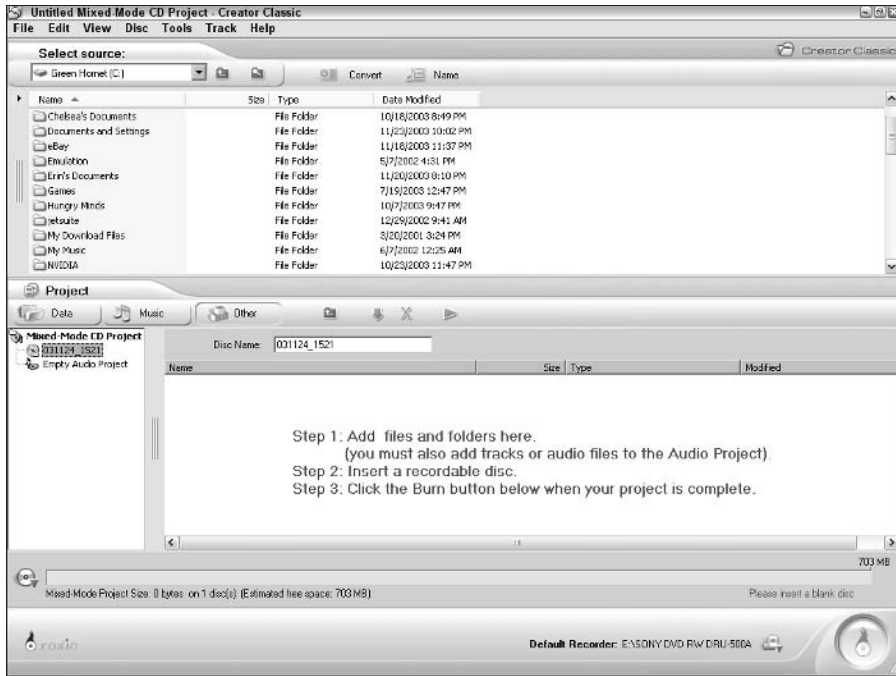 Untitled Mixed-Mode CD Project - Creator Classic
File Edit View Disc Tools Track Help
Select source:
Creator Classic
Green Hornet (C:)
Convert
Name
Name Size Type Date Modified
Chelsea's Documents File Folder 10/18/2003 8:49 PM
Documents and Settings File Folder 11/23/2003 10:02 PM
eBay File Folder 11/18/2003 11:37 PM
Emulation File Folder 5/7/2002 4:31 PM
Erin's Documents File Folder 11/20/2003 8:10 PM
Games File Folder 7/19/2003 12:47 PM
Hungry Minds File Folder 10/7/2003 9:47 PM
jetsuite File Folder 12/29/2002 9:41 AM
My Download Files File Folder 3/20/2001 3:24 PM
My Music File Folder 6/7/2002 12:25 AM
NVIDIA File Folder 10/23/2003 11:47 PM
Project
Data Music Other
Mixed-Mode CD Project
031124_1521
Empty Audio Project
Disc Name: 031124_1521
Name Size Type Modified
Step 1: Add files and folders here.
(you must also add tracks or audio files to the Audio Project).
Step 2: Insert a recordable disc.
Step 3: Click the Burn button below when your project is complete.
703 MB
Mixed-Mode Project Size: 0 bytes on 1 disc(s) (Estimated free space: 703 MB)
Please insert a blank disc
roxio
Default Recorder: E:\SONY DVD RW DRU-500A